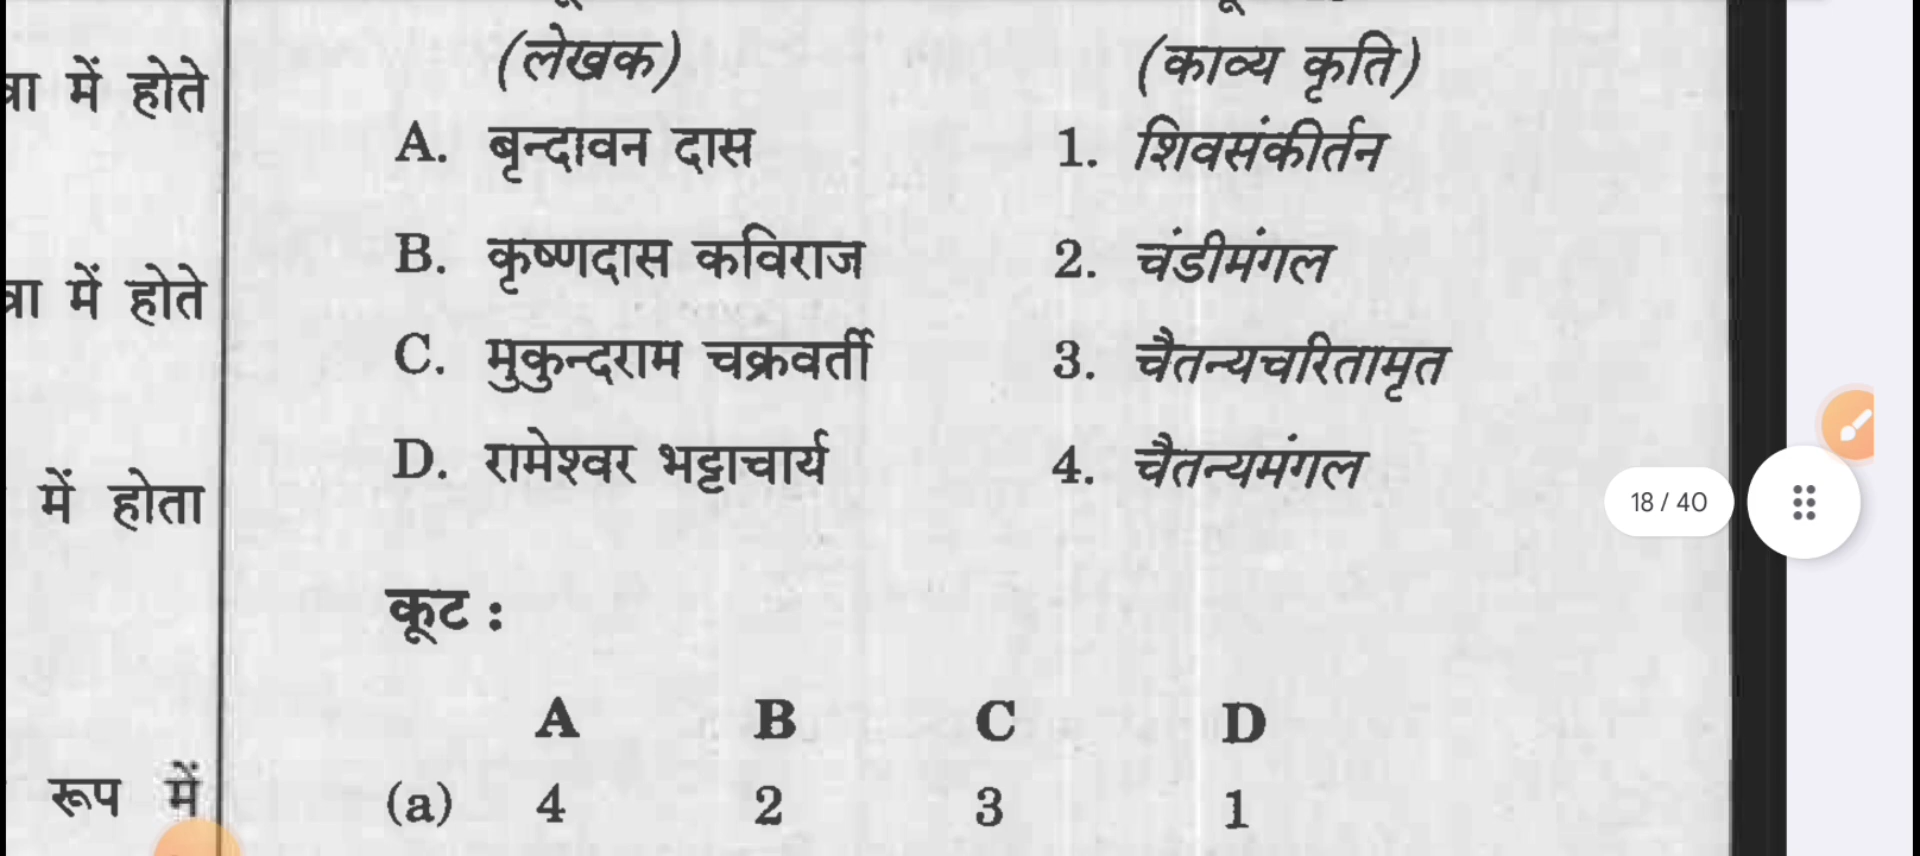 (लेखक) (काव्य कृति)
में होते
A. बृन्दावन दास 1. शिवसंकीर्तन
B. कृष्णदास कविराज 2. चंडीमंगल
में होते
C. मुकुन्दराम चक्रवर्ती 3. चैतन्यचरितामृत
D. रामेश्वर भट्टाचार्य 4. चैतन्यमंगल
में होता
18 / 40
कूट :
A B C D
रूप में
(a) 4 2 3 1